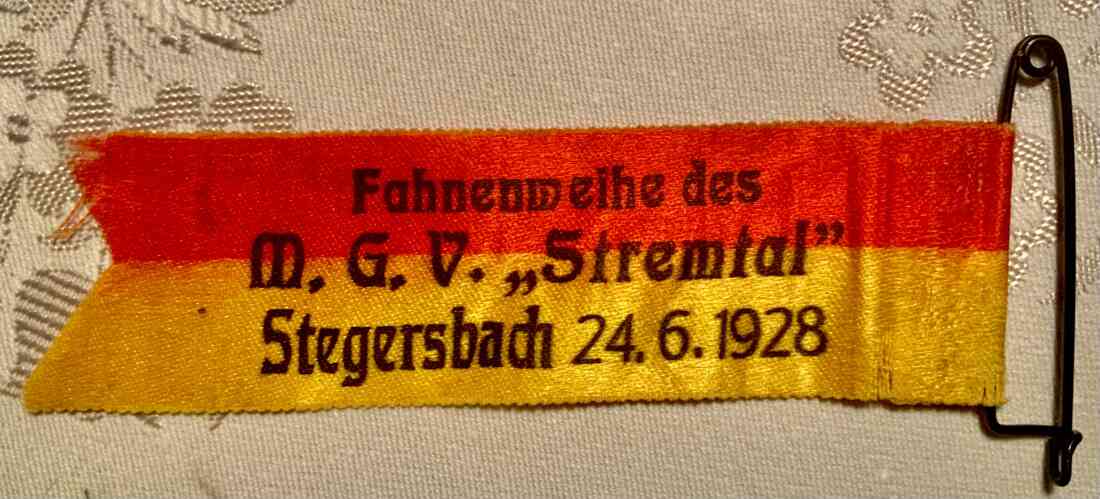 Fahnenweihe des
M. G. V. „Stremtal”
Stegersbach 24.6.1928